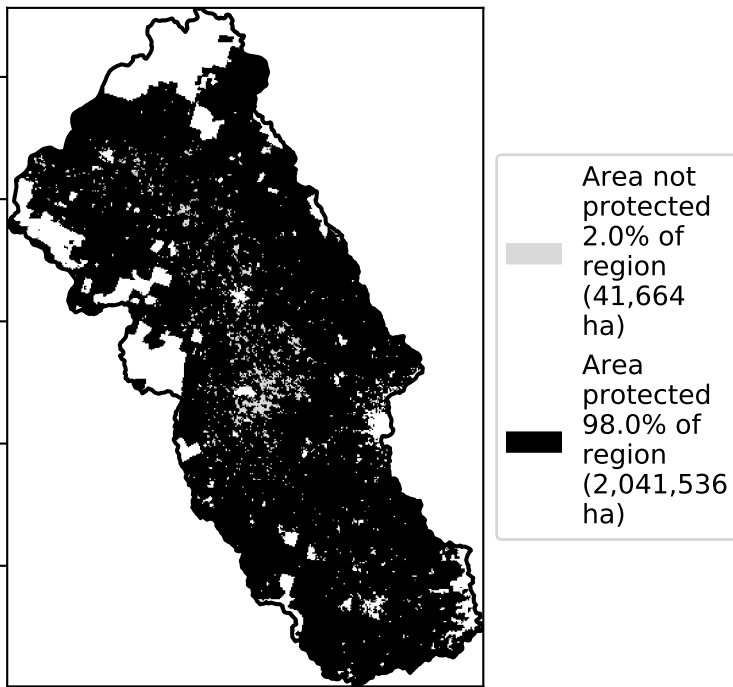 Area not
protected
2.0% of
region
(41,664
ha)
Area
protected
98.0% of
region
(2,041,536
ha)